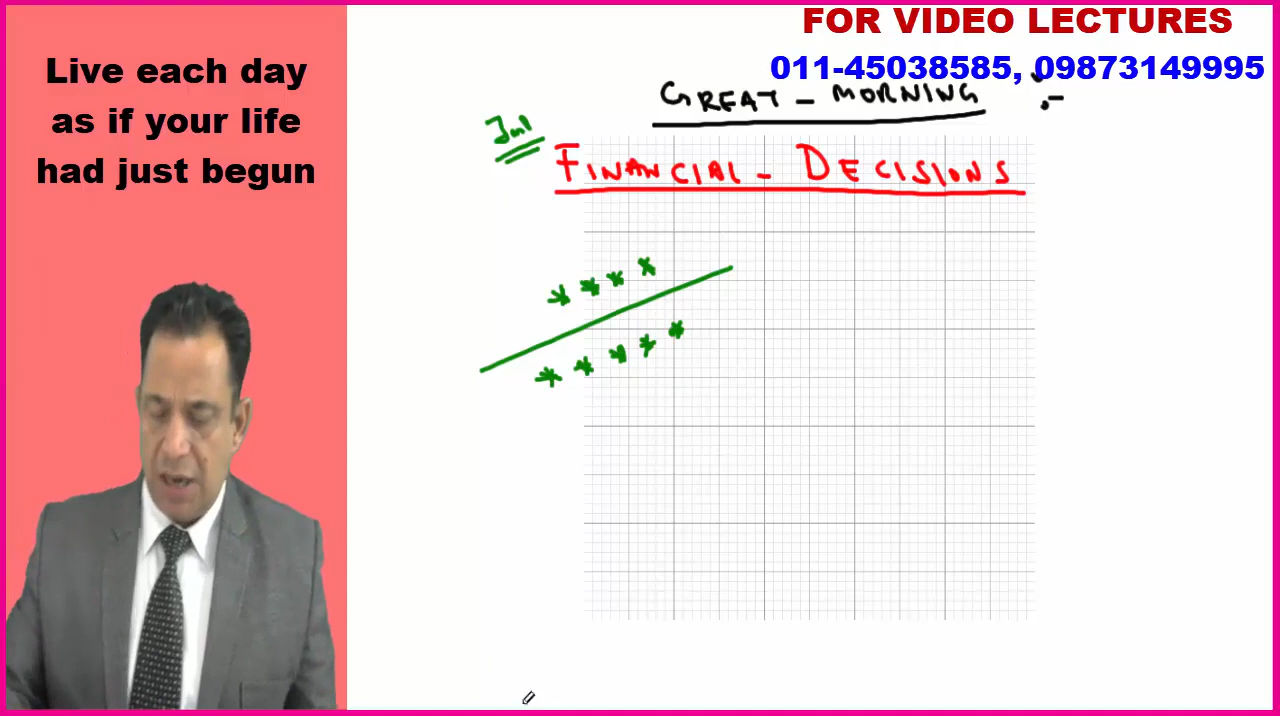 FOR VIDEO LECTURES
011-45038585, 09873149995
Live each day
as if your life
had just begun
GREAT - MORNING :-
FINANCIAL - DECISIONS